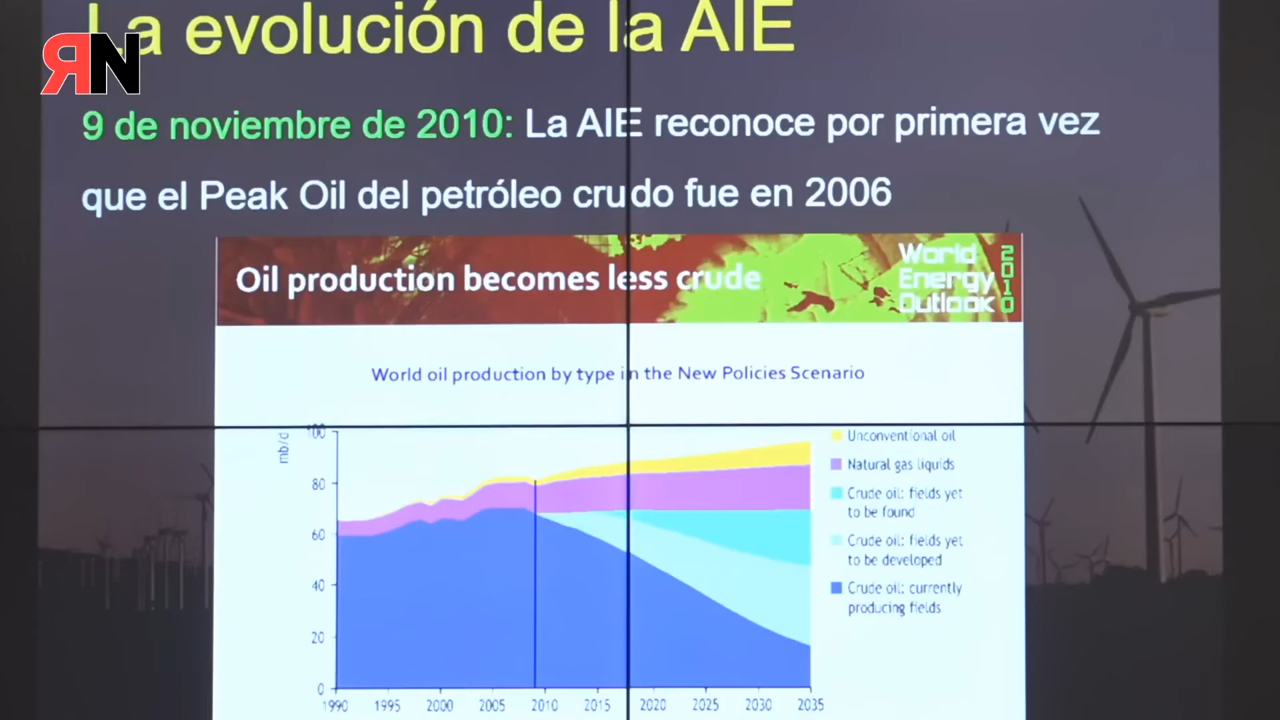 La evolución de la AIE
RN
9 de noviembre de 2010: La AIE reconoce por primera vez
que el Peak Oil del petróleo crudo fue en 2006
Oil production becomes less crude
World
Energy
Outlook
2010
World oil production by type in the New Policies Scenario
mb/d
100
80
60
40
20
0
1990 1995 2000 2005 2010 2015 2020 2025 2030 2035
Unconventional oil
Natural gas liquids
Crude oil: fields yet
to be found
Crude oil: fields yet
to be developed
Crude oil: currently
producing fields